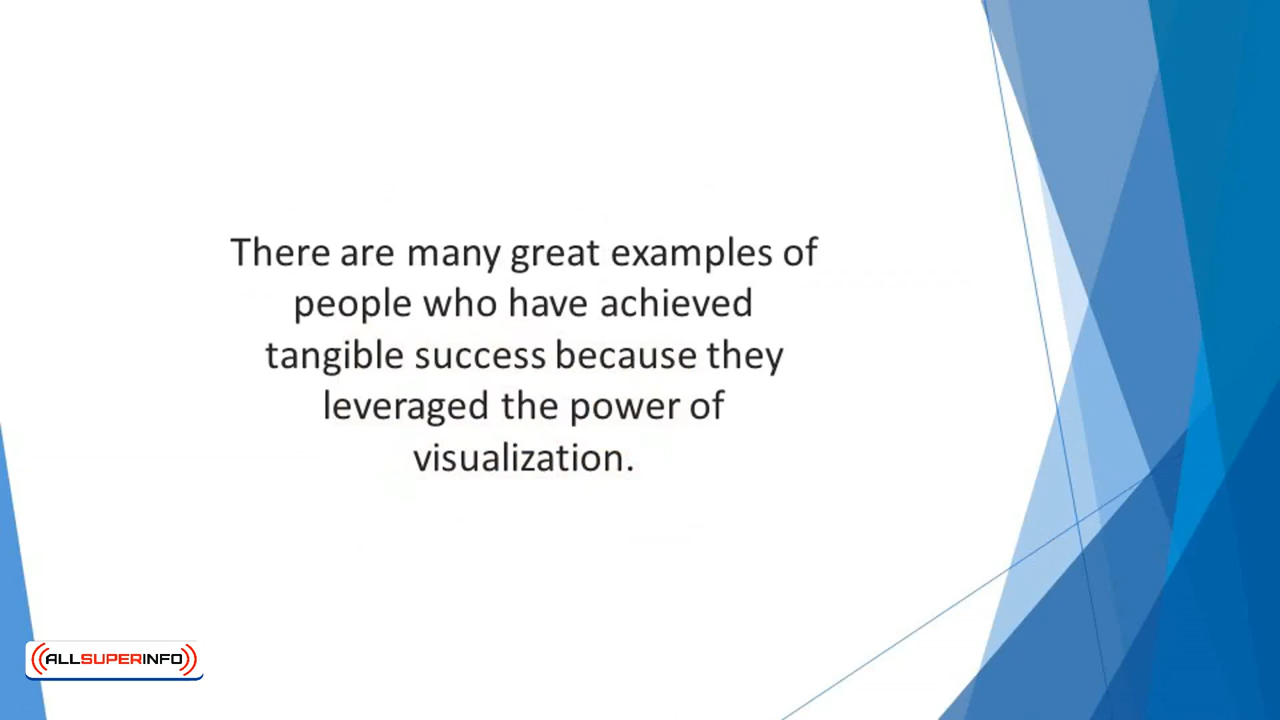 There are many great examples of
people who have achieved
tangible success because they
leveraged the power of
visualization.
ALLSUPERINFO